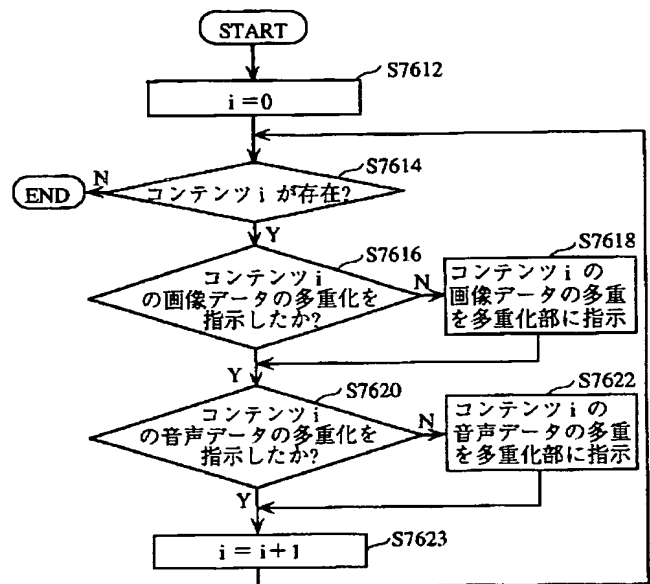 START
S7612
i=0
S7614
N
END
コンテンツiが存在?
Y
S7616
コンテンツi
の画像データの多重化を
指示したか?
N
S7618
コンテンツiの
画像データの多重
を多重化部に指示
Y
S7620
コンテンツi
の音声データの多重化を
指示したか?
N
S7622
コンテンツiの
音声データの多重
を多重化部に指示
Y
S7623
i=i+1